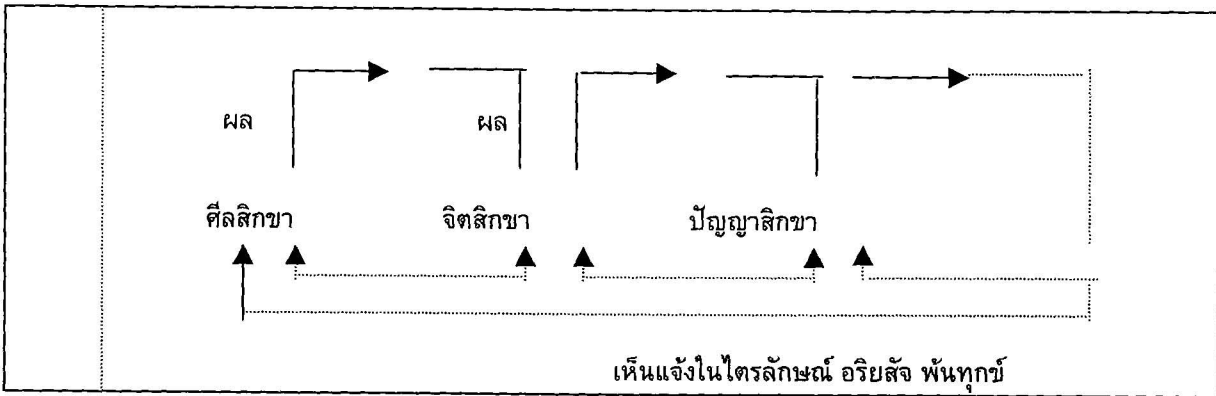 ผล ผล
ศีลสิกขา จิตสิกขา ปัญญาสิกขา
เห็นแจ้งในไตรลักษณ์ อริยสัจ พ้นทุกข์